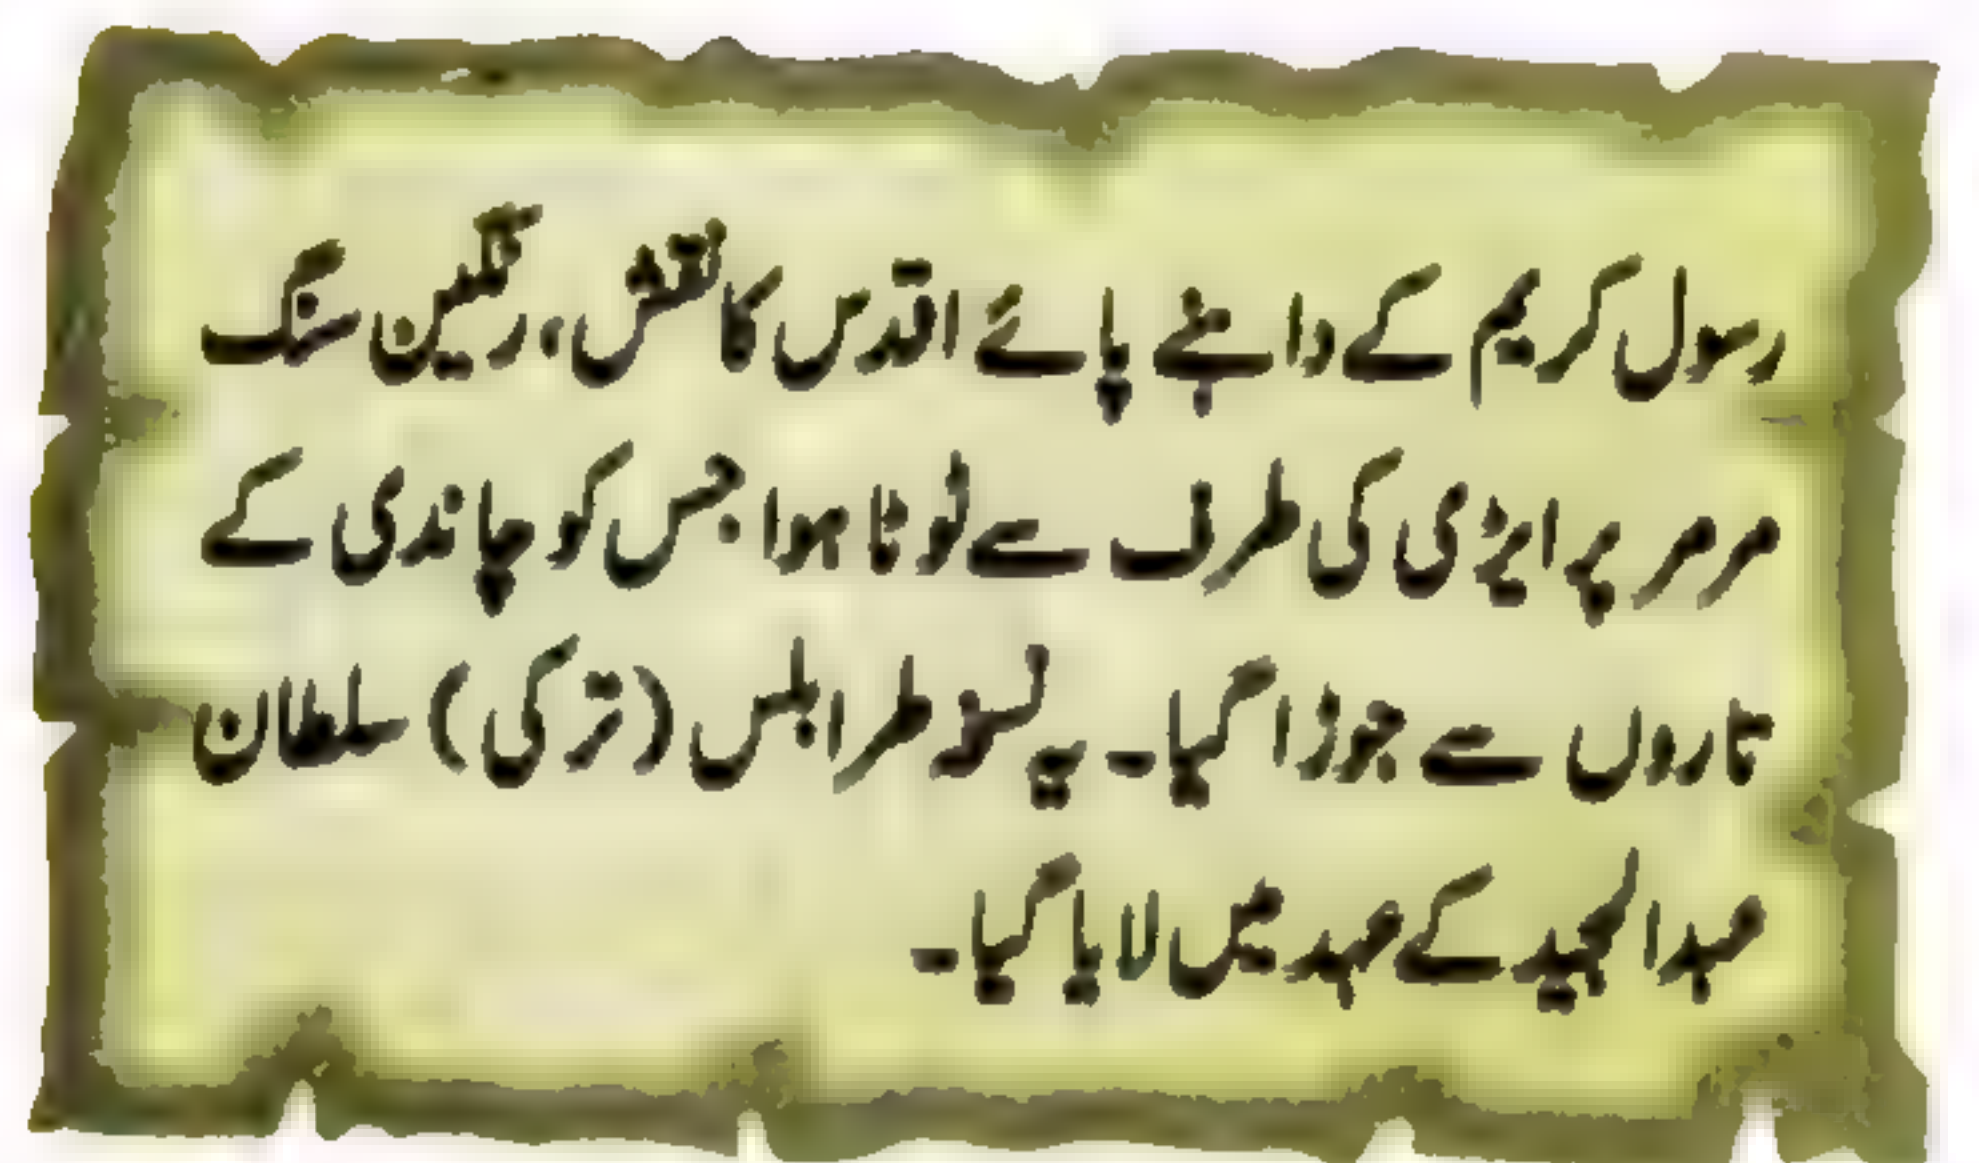 رسول کریم کے داہنے پائے اقدس کا نقش، رنگین سنگ
مرمر پر ایڑی کی طرف سے ٹوٹا ہوا جس کو چاندی کے
تاروں سے جوڑا گیا۔ یہ نسخہ طرابلس (ترکی) سلطان
عبدالمجید کے عہد میں لایا گیا۔